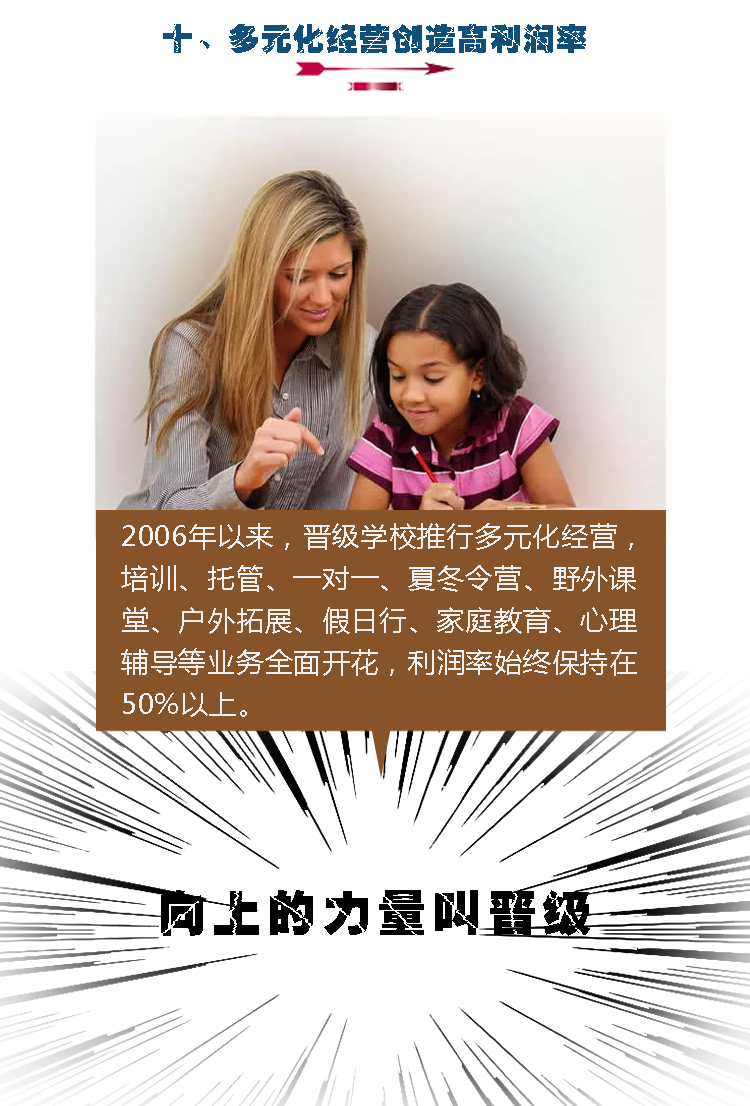 十、多元化经营创造高利润率
2006年以来，晋级学校推行多元化经营，
培训、托管、一对一、夏冬令营、野外课
堂、户外拓展、假日行、家庭教育、心理
辅导等业务全面开花，利润率始终保持在
50%以上。
向上的力量叫晋级